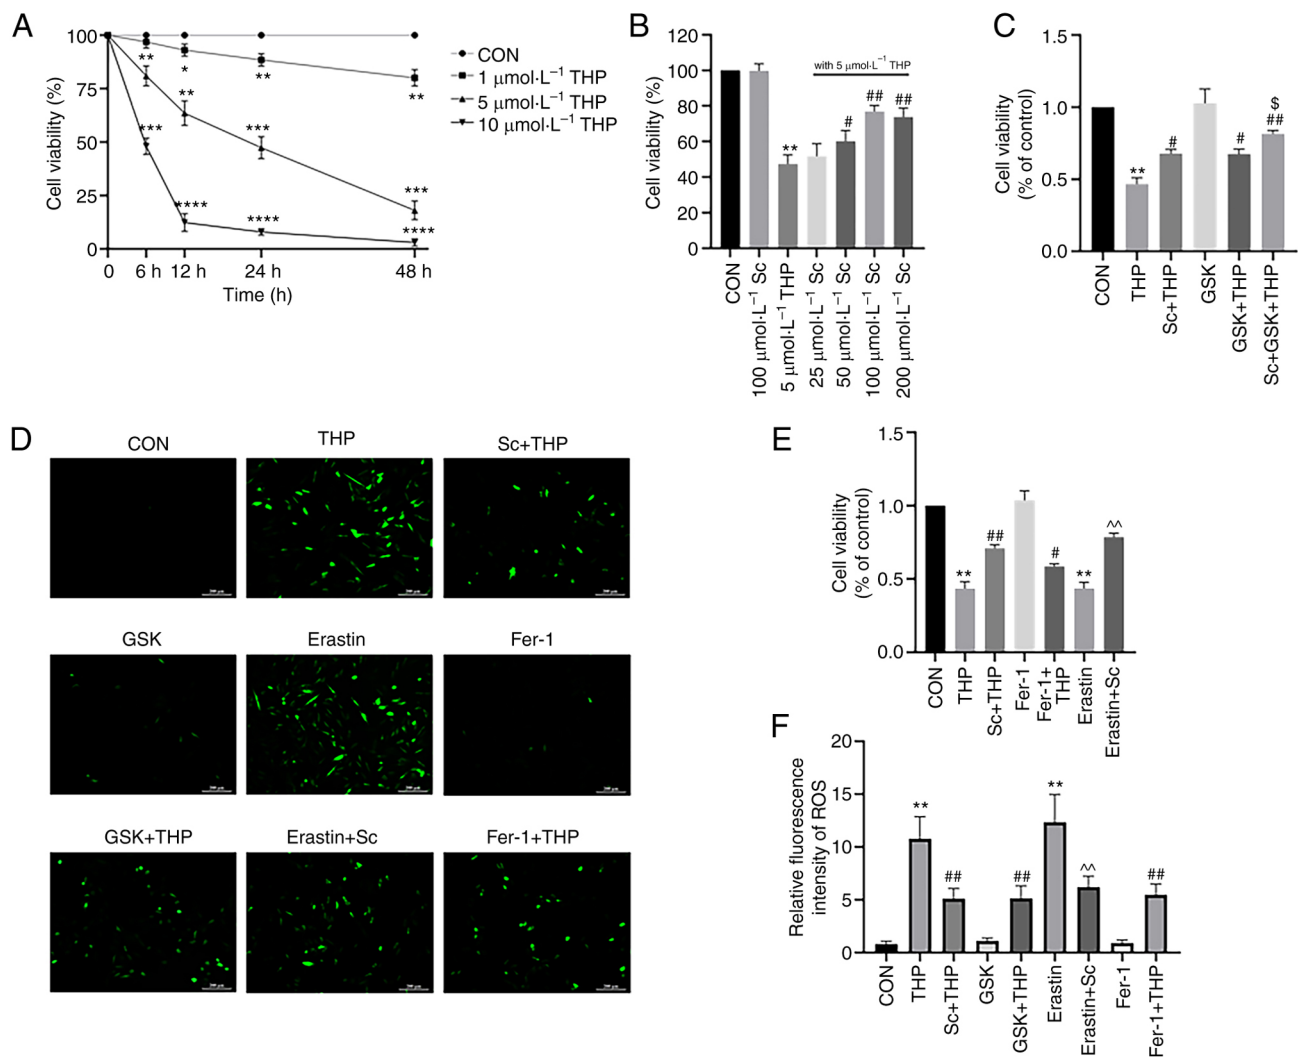 A
100
75
50
25
0
Cell viability (%)
**
*
**
**
**
***
***
***
****
****
****
0
6 h
12 h
24 h
48 h
Time (h)
CON
1 μmol·L⁻¹ THP
5 μmol·L⁻¹ THP
10 μmol·L⁻¹ THP
B
120
100
80
60
40
20
0
Cell viability (%)
with 5 μmol·L⁻¹ THP
**
#
##
##
CON
100 μmol·L⁻¹ Sc
5 μmol·L⁻¹ THP
25 μmol·L⁻¹ Sc
50 μmol·L⁻¹ Sc
100 μmol·L⁻¹ Sc
200 μmol·L⁻¹ Sc
C
1.5
1.0
0.5
0.0
Cell viability
(% of control)
**
#
#
$
##
CON
THP
Sc+THP
GSK
GSK+THP
Sc+GSK+THP
D
CON
THP
Sc+THP
GSK
Erastin
Fer-1
GSK+THP
Erastin+Sc
Fer-1+THP
E
1.5
1.0
0.5
0.0
Cell viability
(% of control)
**
##
#
**
^^
CON
THP
Sc+THP
Fer-1
Fer-1+
THP
Erastin
Erastin+Sc
F
20
15
10
5
0
Relative fluorescence
intensity of ROS
**
##
##
**
^^
##
CON
THP
Sc+THP
GSK
GSK+THP
Erastin
Erastin+Sc
Fer-1
Fer-1+THP